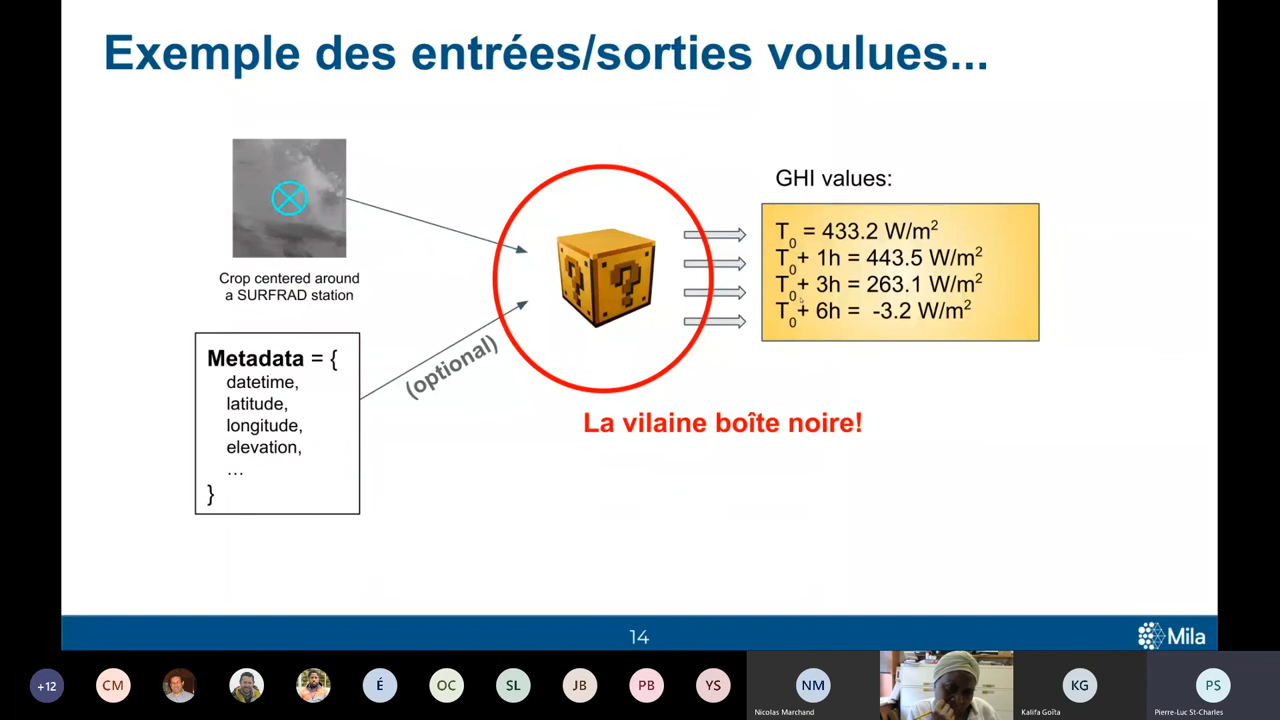 Exemple des entrées/sorties voulues...
Crop centered around
a SURFRAD station
Metadata = {
datetime,
latitude,
longitude,
elevation,
...
}
(optional)
? ?
La vilaine boîte noire!
GHI values:
T0 = 433.2 W/m²
T0+ 1h = 443.5 W/m²
T0+ 3h = 263.1 W/m²
T0+ 6h = -3.2 W/m²
14
Mila
+12
CM
É
OC
SL
JB
PB
YS
NM
Nicolas Marchand
KG
Kalifa Goïta
PS
Pierre-Luc St-Charles